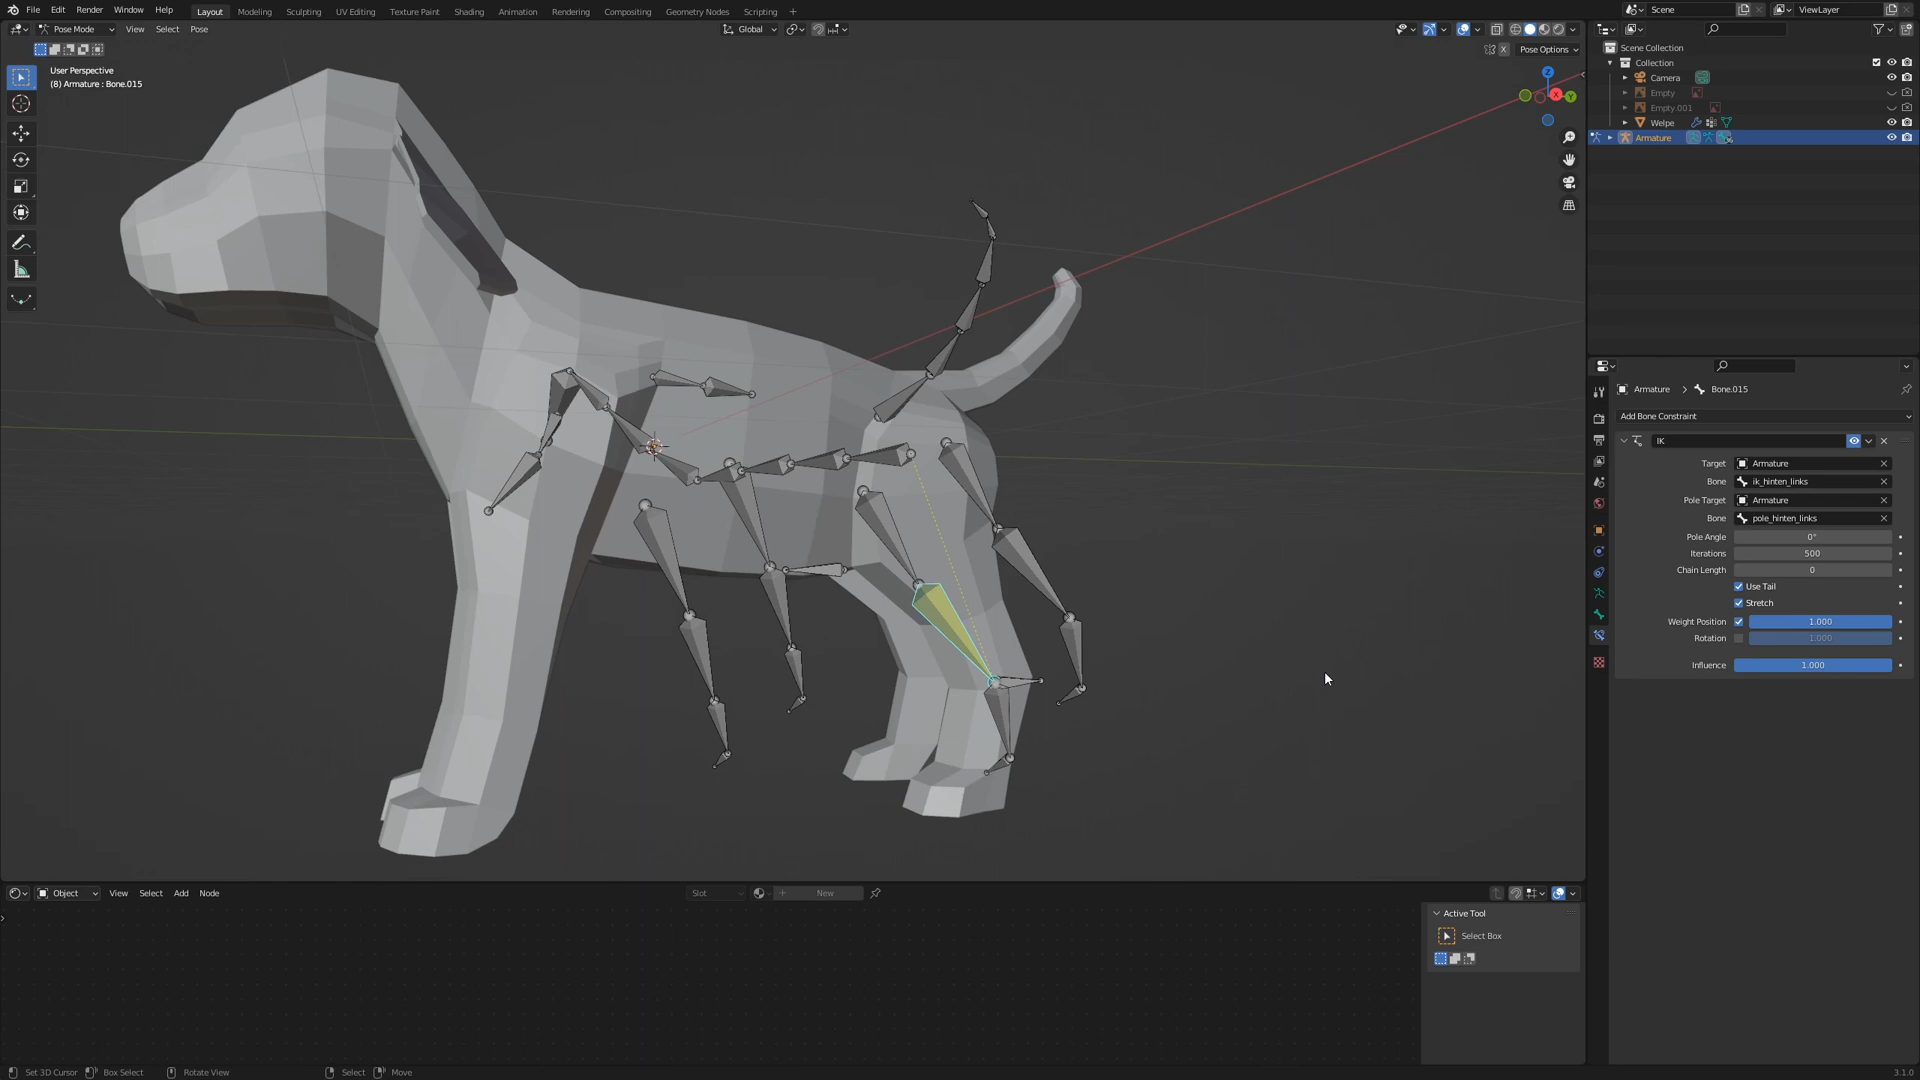 File Edit Render Window Help Layout Modeling Sculpting UV Editing Texture Paint Shading Animation Rendering Compositing Geometry Nodes Scripting + Scene ViewLayer
Pose Mode View Select Pose Global
Pose Options
User Perspective
(8) Armature : Bone.015
Z
X
Y
Scene Collection
Collection
Camera
Empty
Empty.001
Welpe
Armature
Armature > Bone.015
Add Bone Constraint
IK
Target Armature
Bone ik_hinten_links
Pole Target Armature
Bone pole_hinten_links
Pole Angle 0°
Iterations 500
Chain Length 0
Use Tail
Stretch
Weight Position 1.000
Rotation 1.000
Influence 1.000
Object View Select Add Node Slot New
Active Tool
Select Box
Set 3D Cursor Box Select Rotate View Select Move 3.1.0